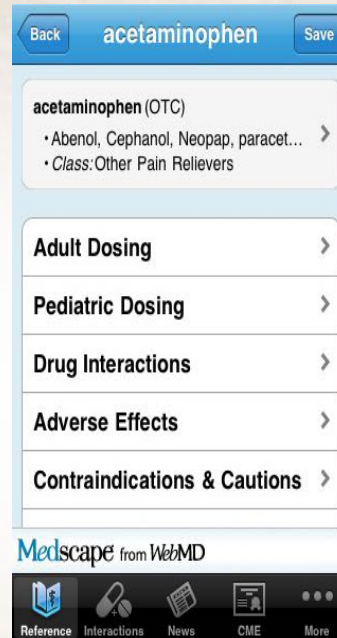 Back acetaminophen Save
acetaminophen (OTC)
• Abenol, Cephanol, Neopap, paracet...
• Class: Other Pain Relievers
Adult Dosing
Pediatric Dosing
Drug Interactions
Adverse Effects
Contraindications & Cautions
Medscape from WebMD
Reference Interactions News CME More